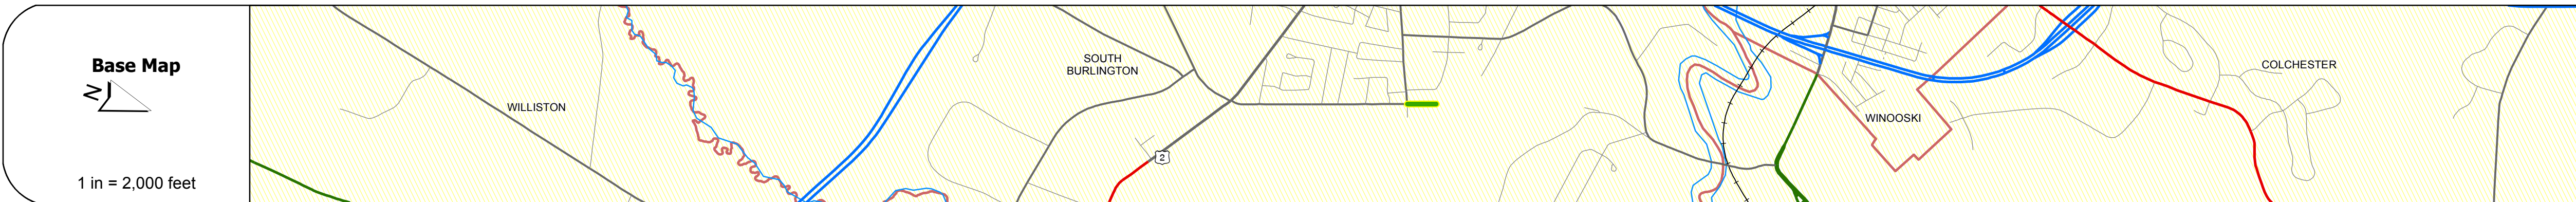 Base Map
N
1 in = 2,000 feet
WILLISTON
SOUTH
BURLINGTON
2
WINOOSKI
COLCHESTER